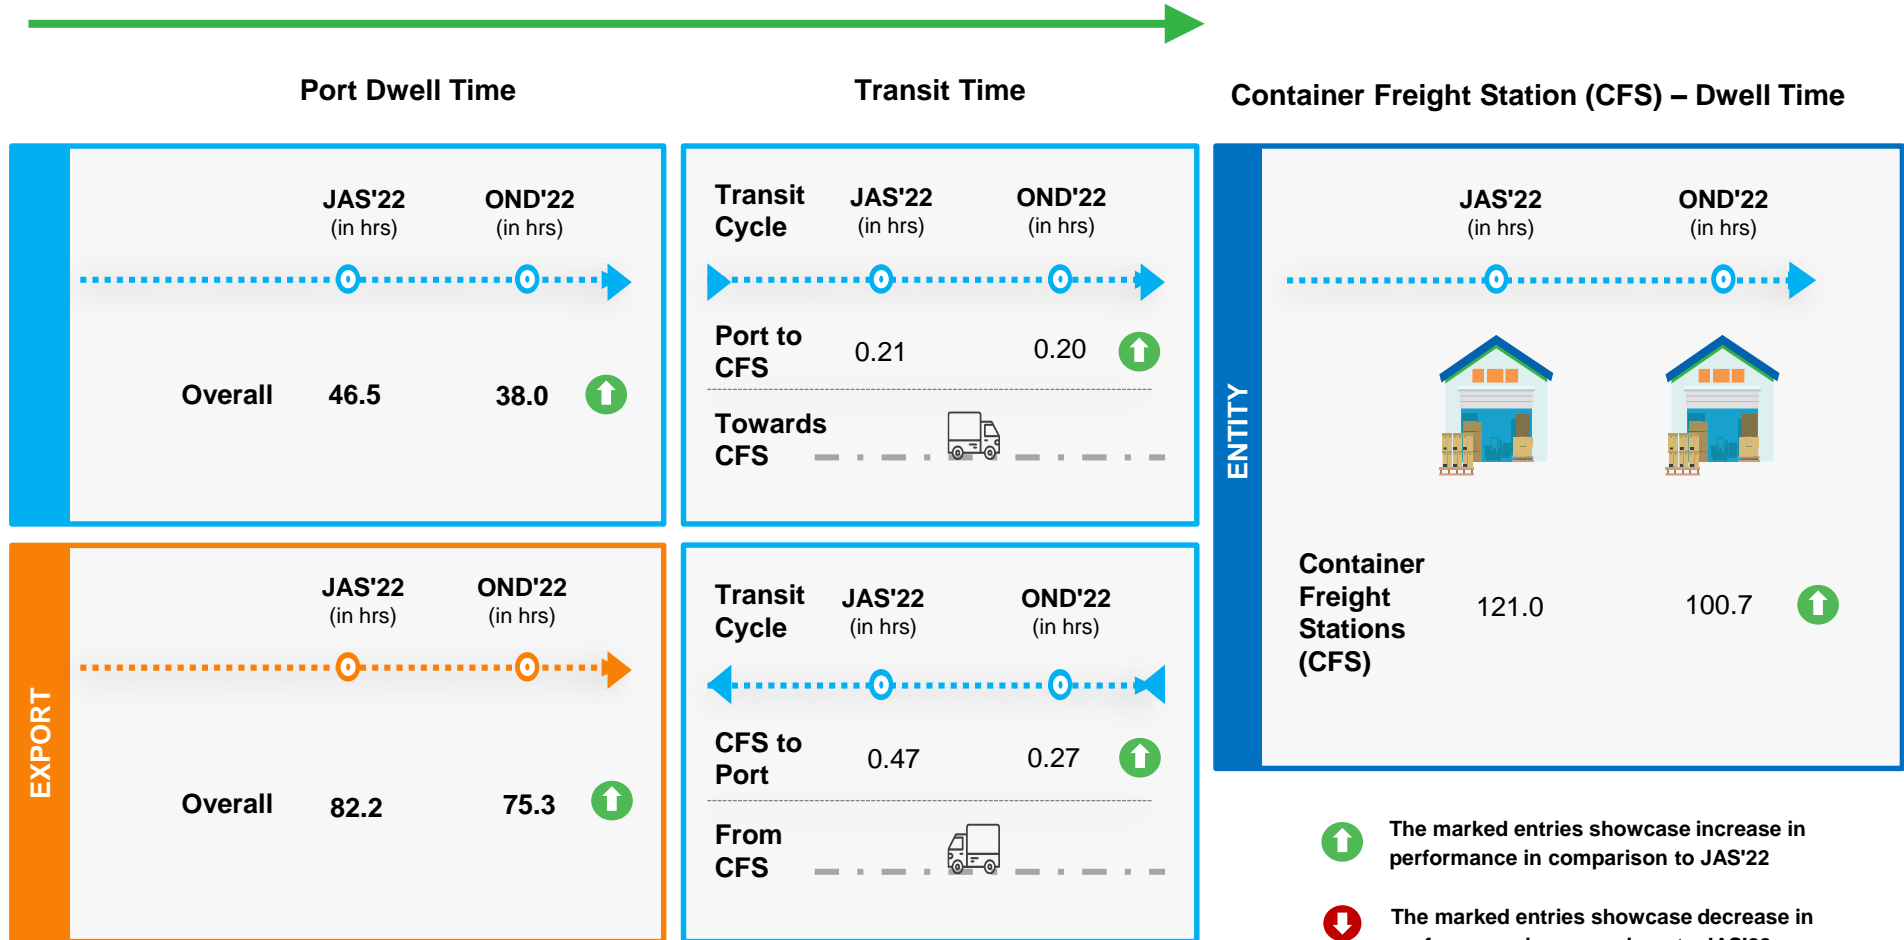 Port Dwell Time
Transit Time
Container Freight Station (CFS) – Dwell Time
JAS'22
(in hrs)
OND'22
(in hrs)
Overall
46.5
38.0
Transit
Cycle
JAS'22
(in hrs)
OND'22
(in hrs)
Port to
CFS
0.21
0.20
Towards
CFS
ENTITY
JAS'22
(in hrs)
OND'22
(in hrs)
Container
Freight
Stations
(CFS)
121.0
100.7
EXPORT
JAS'22
(in hrs)
OND'22
(in hrs)
Overall
82.2
75.3
Transit
Cycle
JAS'22
(in hrs)
OND'22
(in hrs)
CFS to
Port
0.47
0.27
From
CFS
The marked entries showcase increase in
performance in comparison to JAS'22
The marked entries showcase decrease in